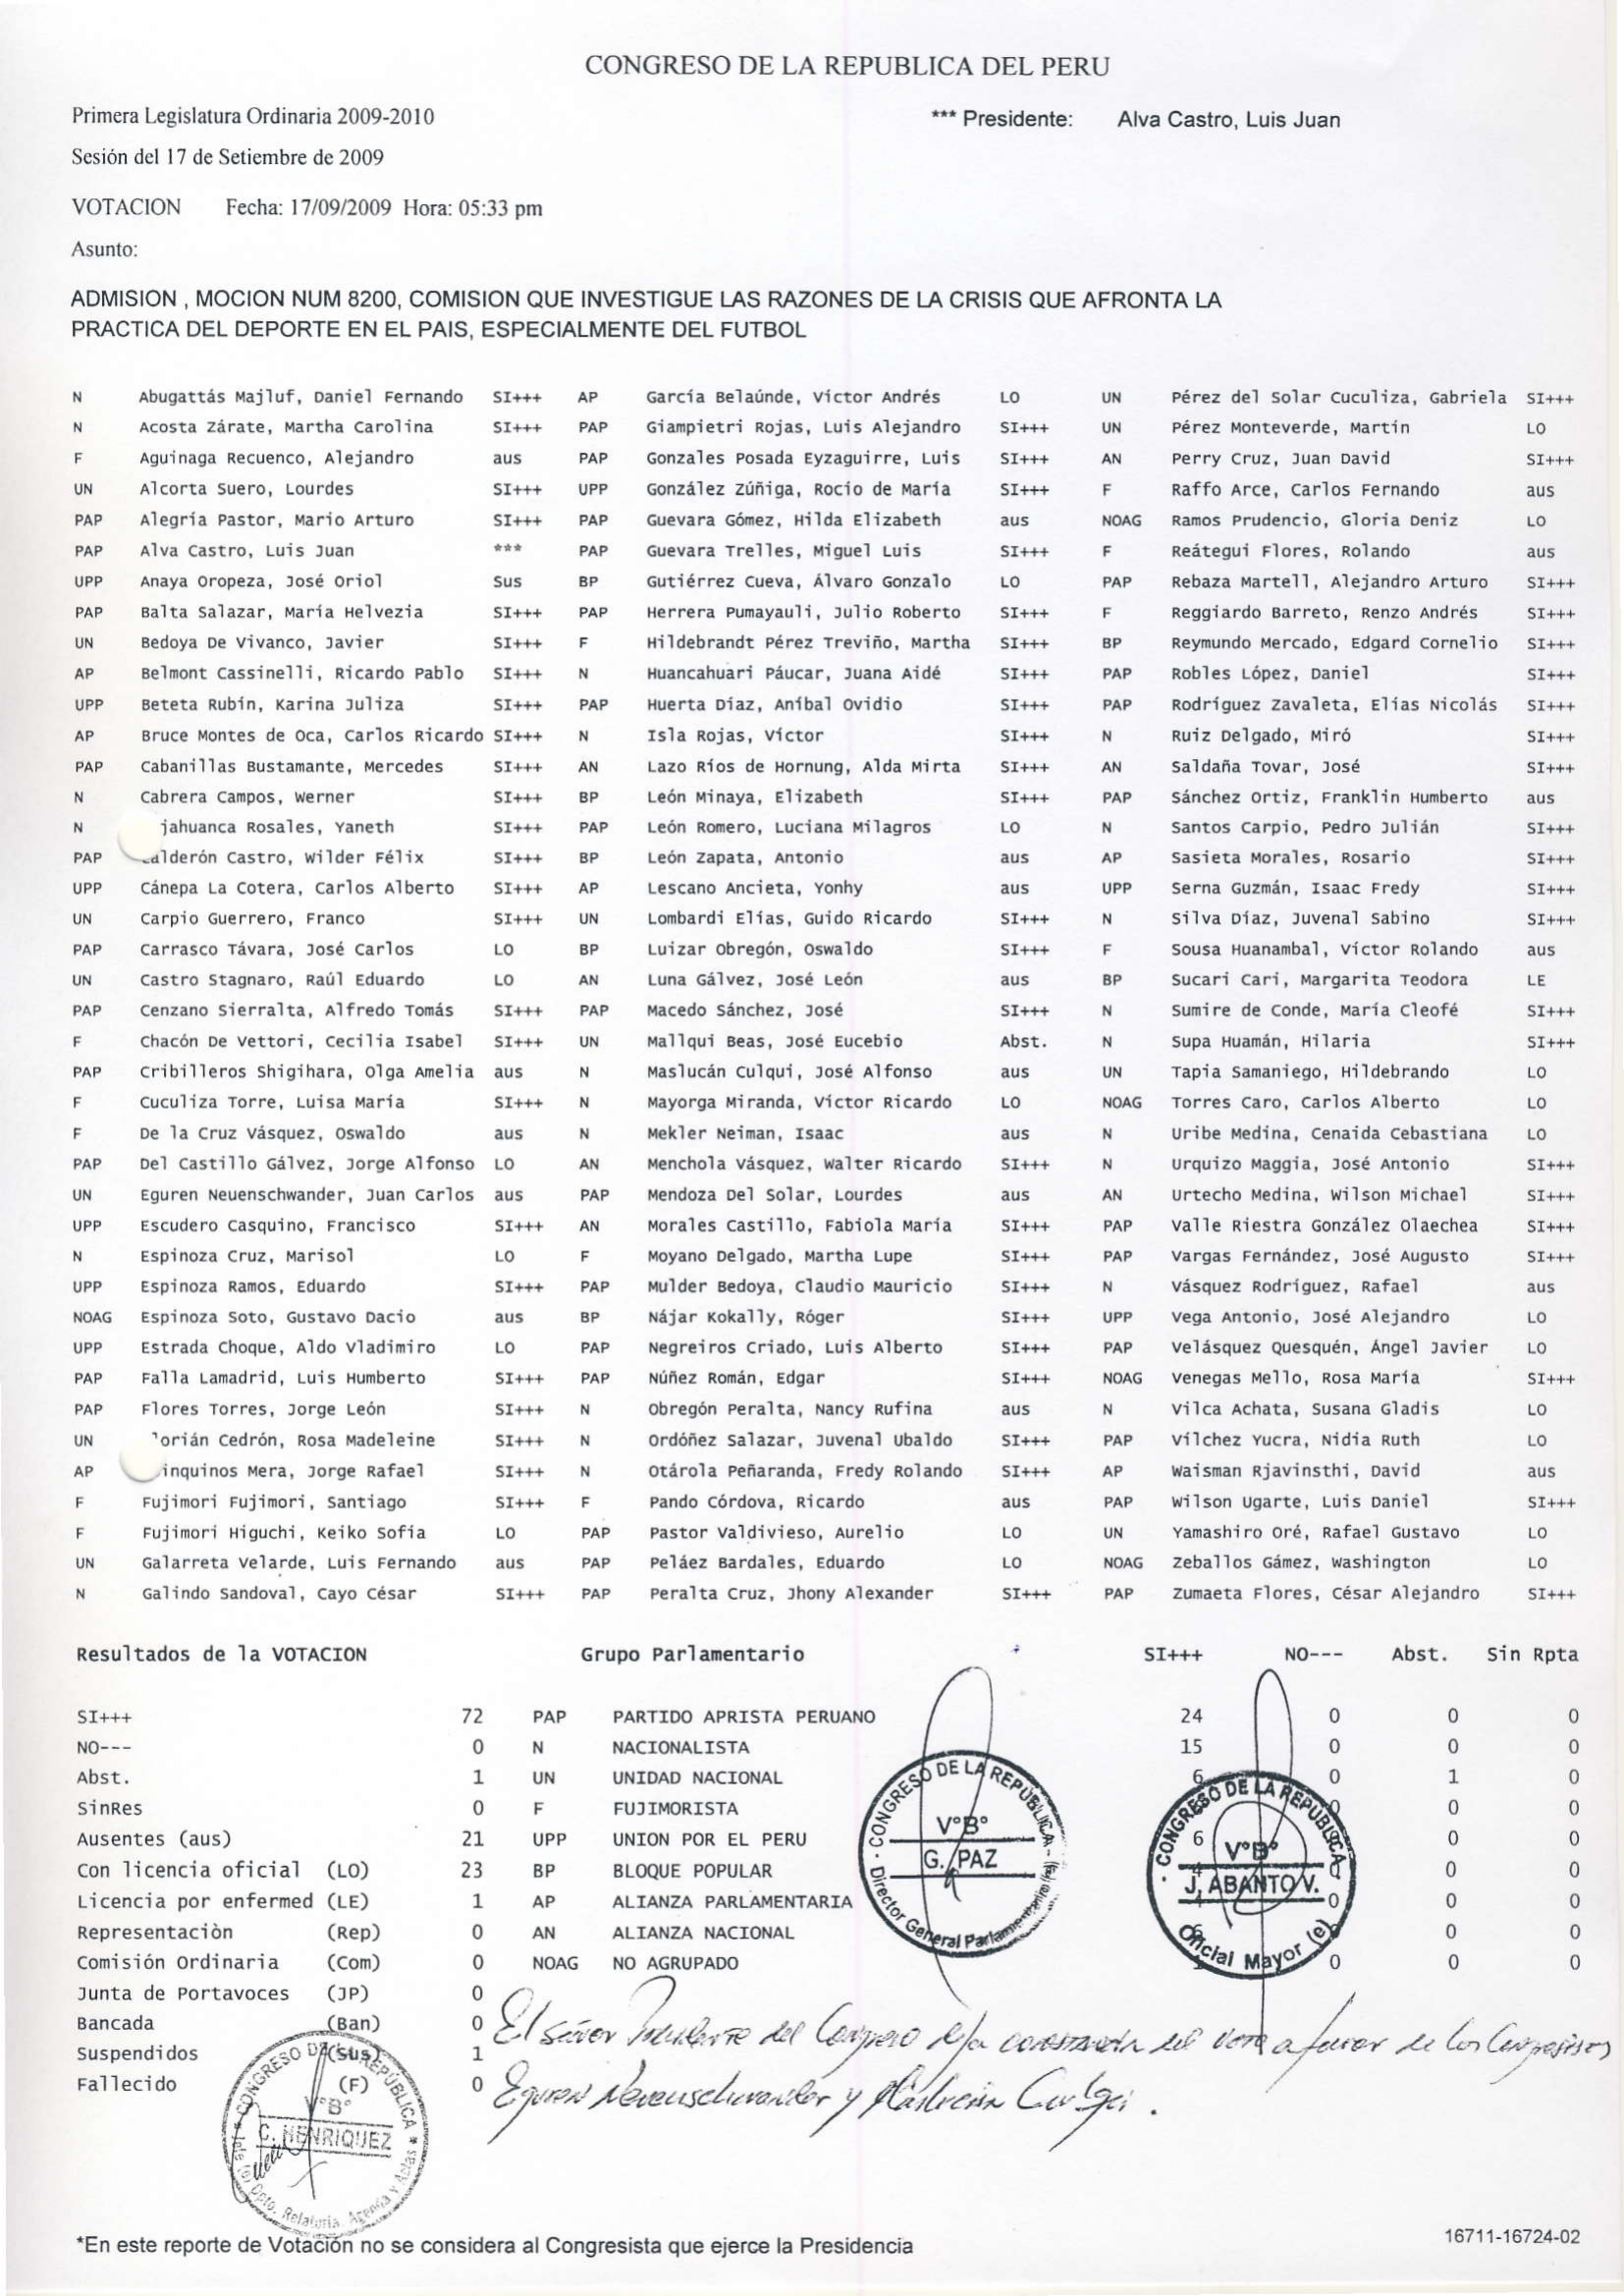 CONGRESO DE LA REPUBLICA DEL PERU
Primera Legislatura Ordinaria 2009-2010 *** Presidente: Alva Castro, Luis Juan
Sesión del 17 de Setiembre de 2009
VOTACION Fecha: 17/09/2009 Hora: 05:33 pm
Asunto:
ADMISION , MOCION NUM 8200, COMISION QUE INVESTIGUE LAS RAZONES DE LA CRISIS QUE AFRONTA LA
PRACTICA DEL DEPORTE EN EL PAIS, ESPECIALMENTE DEL FUTBOL
N Abugattás Majluf, Daniel Fernando SI+++ AP García Belaúnde, Víctor Andrés LO UN Pérez del Solar Cuculiza, Gabriela SI+++
N Acosta Zárate, Martha Carolina SI+++ PAP Giampietri Rojas, Luis Alejandro SI+++ UN Pérez Monteverde, Martín LO
F Aguinaga Recuenco, Alejandro aus PAP Gonzales Posada Eyzaguirre, Luis SI+++ AN Perry Cruz, Juan David SI+++
UN Alcorta Suero, Lourdes SI+++ UPP González Zúñiga, Rocio de María SI+++ F Raffo Arce, Carlos Fernando aus
PAP Alegría Pastor, Mario Arturo SI+++ PAP Guevara Gómez, Hilda Elizabeth aus NOAG Ramos Prudencio, Gloria Deniz LO
PAP Alva Castro, Luis Juan *** PAP Guevara Trelles, Miguel Luis SI+++ F Reátegui Flores, Rolando aus
UPP Anaya Oropeza, José Oriol Sus BP Gutiérrez Cueva, Álvaro Gonzalo LO PAP Rebaza Martell, Alejandro Arturo SI+++
PAP Balta Salazar, María Helvezia SI+++ PAP Herrera Pumayauli, Julio Roberto SI+++ F Reggiardo Barreto, Renzo Andrés SI+++
UN Bedoya De Vivanco, Javier SI+++ F Hildebrandt Pérez Treviño, Martha SI+++ BP Reymundo Mercado, Edgard Cornelio SI+++
AP Belmont Cassinelli, Ricardo Pablo SI+++ N Huancahuari Páucar, Juana Aidé SI+++ PAP Robles López, Daniel SI+++
UPP Beteta Rubín, Karina Juliza SI+++ PAP Huerta Díaz, Aníbal Ovidio SI+++ PAP Rodríguez Zavaleta, Elías Nicolás SI+++
AP Bruce Montes de Oca, Carlos Ricardo SI+++ N Isla Rojas, Víctor SI+++ N Ruiz Delgado, Miró SI+++
PAP Cabanillas Bustamante, Mercedes SI+++ AN Lazo Ríos de Hornung, Alda Mirta SI+++ AN Saldaña Tovar, José SI+++
N Cabrera Campos, Werner SI+++ BP León Minaya, Elizabeth SI+++ PAP Sánchez Ortiz, Franklin Humberto aus
N jahuanca Rosales, Yaneth SI+++ PAP León Romero, Luciana Milagros LO N Santos Carpio, Pedro Julián SI+++
PAP alderón Castro, Wilder Félix SI+++ BP León Zapata, Antonio aus AP Sasieta Morales, Rosario SI+++
UPP Cánepa La Cotera, Carlos Alberto SI+++ AP Lescano Ancieta, Yonhy aus UPP Serna Guzmán, Isaac Fredy SI+++
UN Carpio Guerrero, Franco SI+++ UN Lombardi Elías, Guido Ricardo SI+++ N Silva Díaz, Juvenal Sabino SI+++
PAP Carrasco Távara, José Carlos LO BP Luizar Obregón, Oswaldo SI+++ F Sousa Huanambal, Víctor Rolando aus
UN Castro Stagnaro, Raúl Eduardo LO AN Luna Gálvez, José León aus BP Sucari Cari, Margarita Teodora LE
PAP Cenzano Sierralta, Alfredo Tomás SI+++ PAP Macedo Sánchez, José SI+++ N Sumire de Conde, María Cleofé SI+++
F Chacón De Vettori, Cecilia Isabel SI+++ UN Mallqui Beas, José Eucebio Abst. N Supa Huamán, Hilaria SI+++
PAP Cribilleros Shigihara, Olga Amelia aus N Maslucán Culqui, José Alfonso aus UN Tapia Samaniego, Hildebrando LO
F Cuculiza Torre, Luisa María SI+++ N Mayorga Miranda, Víctor Ricardo LO NOAG Torres Caro, Carlos Alberto LO
F De la Cruz Vásquez, Oswaldo aus N Mekler Neiman, Isaac aus N Uribe Medina, Cenaida Cebastiana LO
PAP Del Castillo Gálvez, Jorge Alfonso LO AN Menchola Vásquez, Walter Ricardo SI+++ N Urquizo Maggia, José Antonio SI+++
UN Eguren Neuenschwander, Juan Carlos aus PAP Mendoza Del Solar, Lourdes aus AN Urtecho Medina, Wilson Michael SI+++
UPP Escudero Casquino, Francisco SI+++ AN Morales Castillo, Fabiola María SI+++ PAP Valle Riestra González Olaechea SI+++
N Espinoza Cruz, Marisol LO F Moyano Delgado, Martha Lupe SI+++ PAP Vargas Fernández, José Augusto SI+++
UPP Espinoza Ramos, Eduardo SI+++ PAP Mulder Bedoya, Claudio Mauricio SI+++ N Vásquez Rodríguez, Rafael aus
NOAG Espinoza Soto, Gustavo Dacio aus BP Nájar Kokally, Róger SI+++ UPP Vega Antonio, José Alejandro LO
UPP Estrada Choque, Aldo Vladimiro LO PAP Negreiros Criado, Luis Alberto SI+++ PAP Velásquez Quesquén, Ángel Javier LO
PAP Falla Lamadrid, Luis Humberto SI+++ PAP Núñez Román, Edgar SI+++ NOAG Venegas Mello, Rosa María SI+++
PAP Flores Torres, Jorge León SI+++ N Obregón Peralta, Nancy Rufina aus N Vilca Achata, Susana Gladis LO
UN orián Cedrón, Rosa Madeleine SI+++ N Ordóñez Salazar, Juvenal Ubaldo SI+++ PAP Vílchez Yucra, Nidia Ruth LO
AP inquinos Mera, Jorge Rafael SI+++ N Otárola Peñaranda, Fredy Rolando SI+++ AP Waisman Rjavinsthi, David aus
F Fujimori Fujimori, Santiago SI+++ F Pando Córdova, Ricardo aus PAP Wilson Ugarte, Luis Daniel SI+++
F Fujimori Higuchi, Keiko Sofía LO PAP Pastor Valdivieso, Aurelio LO UN Yamashiro Oré, Rafael Gustavo LO
UN Galarreta Velarde, Luis Fernando aus PAP Peláez Bardales, Eduardo LO NOAG Zeballos Gámez, Washington LO
N Galindo Sandoval, Cayo César SI+++ PAP Peralta Cruz, Jhony Alexander SI+++ PAP Zumaeta Flores, César Alejandro SI+++
Resultados de la VOTACION Grupo Parlamentario SI+++ NO--- Abst. Sin Rpta
SI+++ 72 PAP PARTIDO APRISTA PERUANO 24 0 0 0
NO--- 0 N NACIONALISTA 15 0 0 0
Abst. 1 UN UNIDAD NACIONAL 6 0 1 0
SinRes 0 F FUJIMORISTA 0 0
Ausentes (aus) 21 UPP UNION POR EL PERU 6 0 0
Con licencia oficial (LO) 23 BP BLOQUE POPULAR 4 0 0 0
Licencia por enfermed (LE) 1 AP ALIANZA PARLAMENTARIA 4 0 0 0
Representaciòn (Rep) 0 AN ALIANZA NACIONAL 6 0 0
Comisión Ordinaria (Com) 0 NOAG NO AGRUPADO 1 0 0 0
Junta de Portavoces (JP) 0
Bancada (Ban) 0
Suspendidos (Sus) 1
Fallecido (F) 0
CONGRESO DE LA REPÚBLICA
V°B°
G. PAZ
Director General Parlamentario (e)
CONGRESO DE LA REPUBLICA
V°B°
J. ABANTO V.
Oficial Mayor (e)
El señor Presidente del Congreso deja constancia del voto a favor de los Congresistas
Eguren Neuenschwander y Maslucán Culqui.
CONGRESO DE LA REPÚBLICA
V°B°
C. HENRIQUEZ
Jefe (e) Dpto. Relatoría, Agenda y Actas
*En este reporte de Votación no se considera al Congresista que ejerce la Presidencia
16711-16724-02